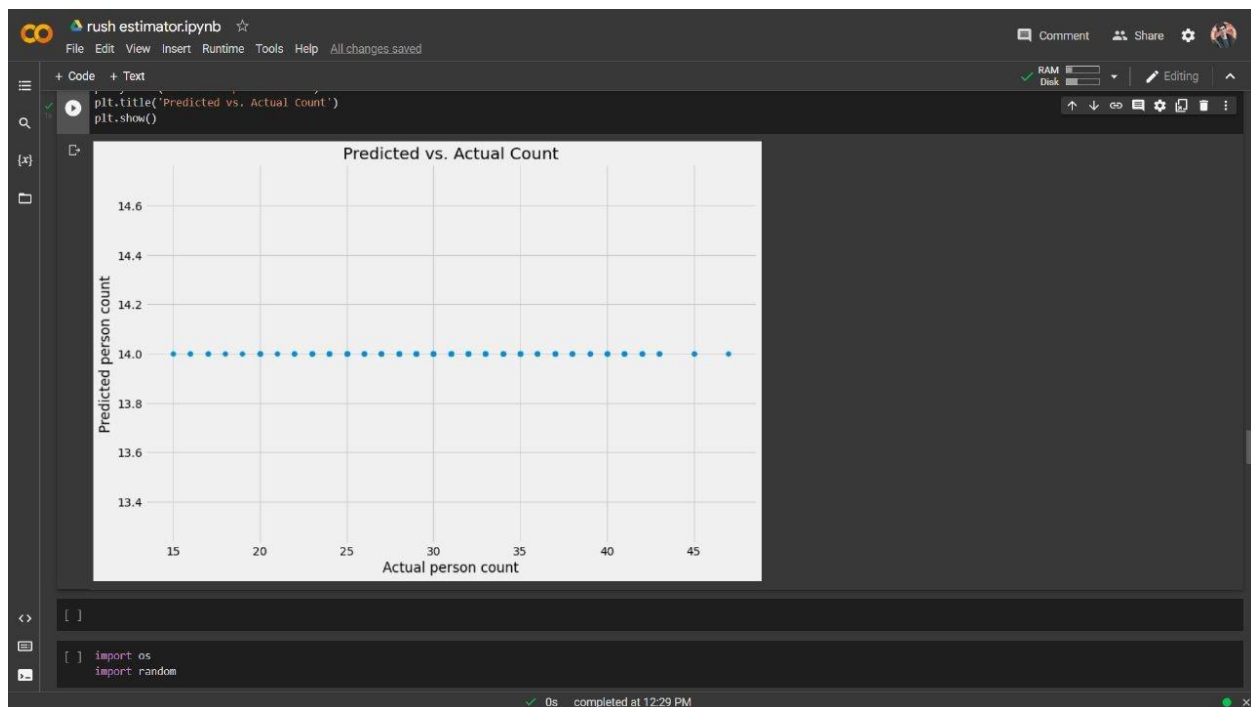 rush estimator.ipynb
File Edit View Insert Runtime Tools Help All changes saved
Comment Share
+ Code + Text
RAM
Disk
Editing
plt.title('Predicted vs. Actual Count')
plt.show()
1s
{x}
Predicted vs. Actual Count
14.6
14.4
14.2
14.0
13.8
13.6
13.4
Predicted person count
15 20 25 30 35 40 45
Actual person count
[ ]
[ ] import os
import random
0s completed at 12:29 PM